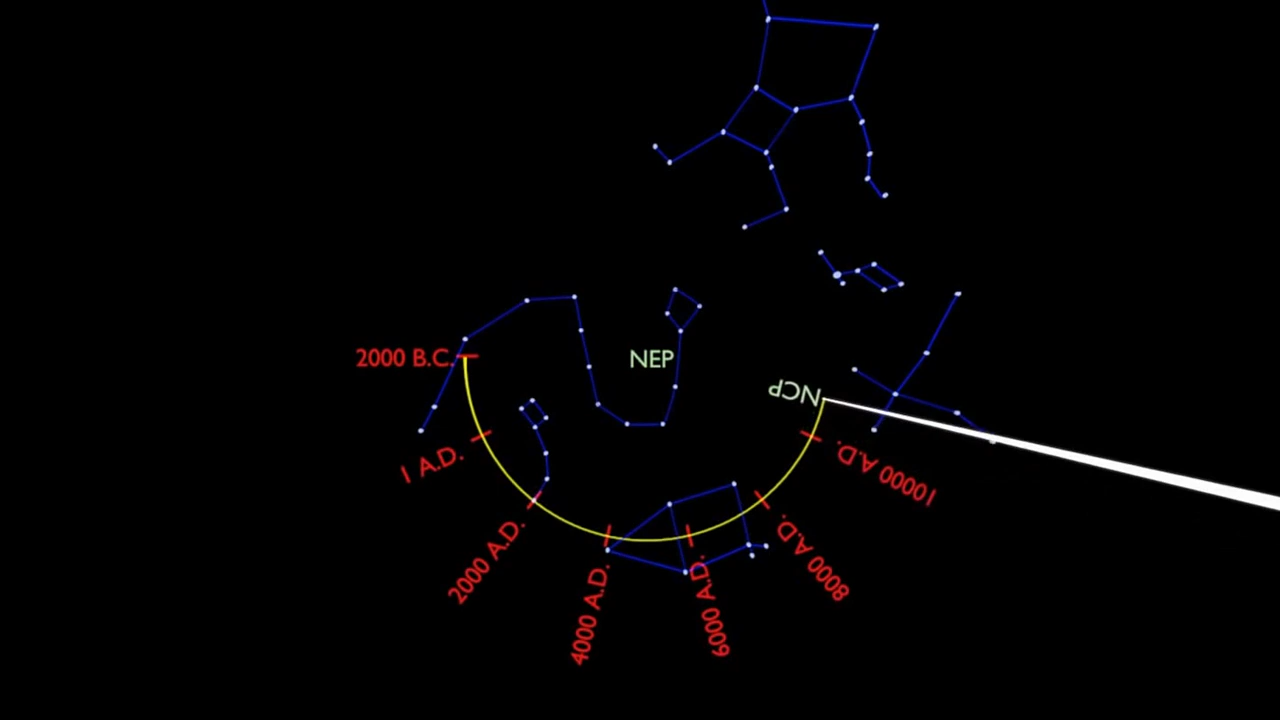 2000 B.C.
NEP
NCP
1 A.D.
10000 A.D.
2000 A.D.
8000 A.D.
4000 A.D.
6000 A.D.